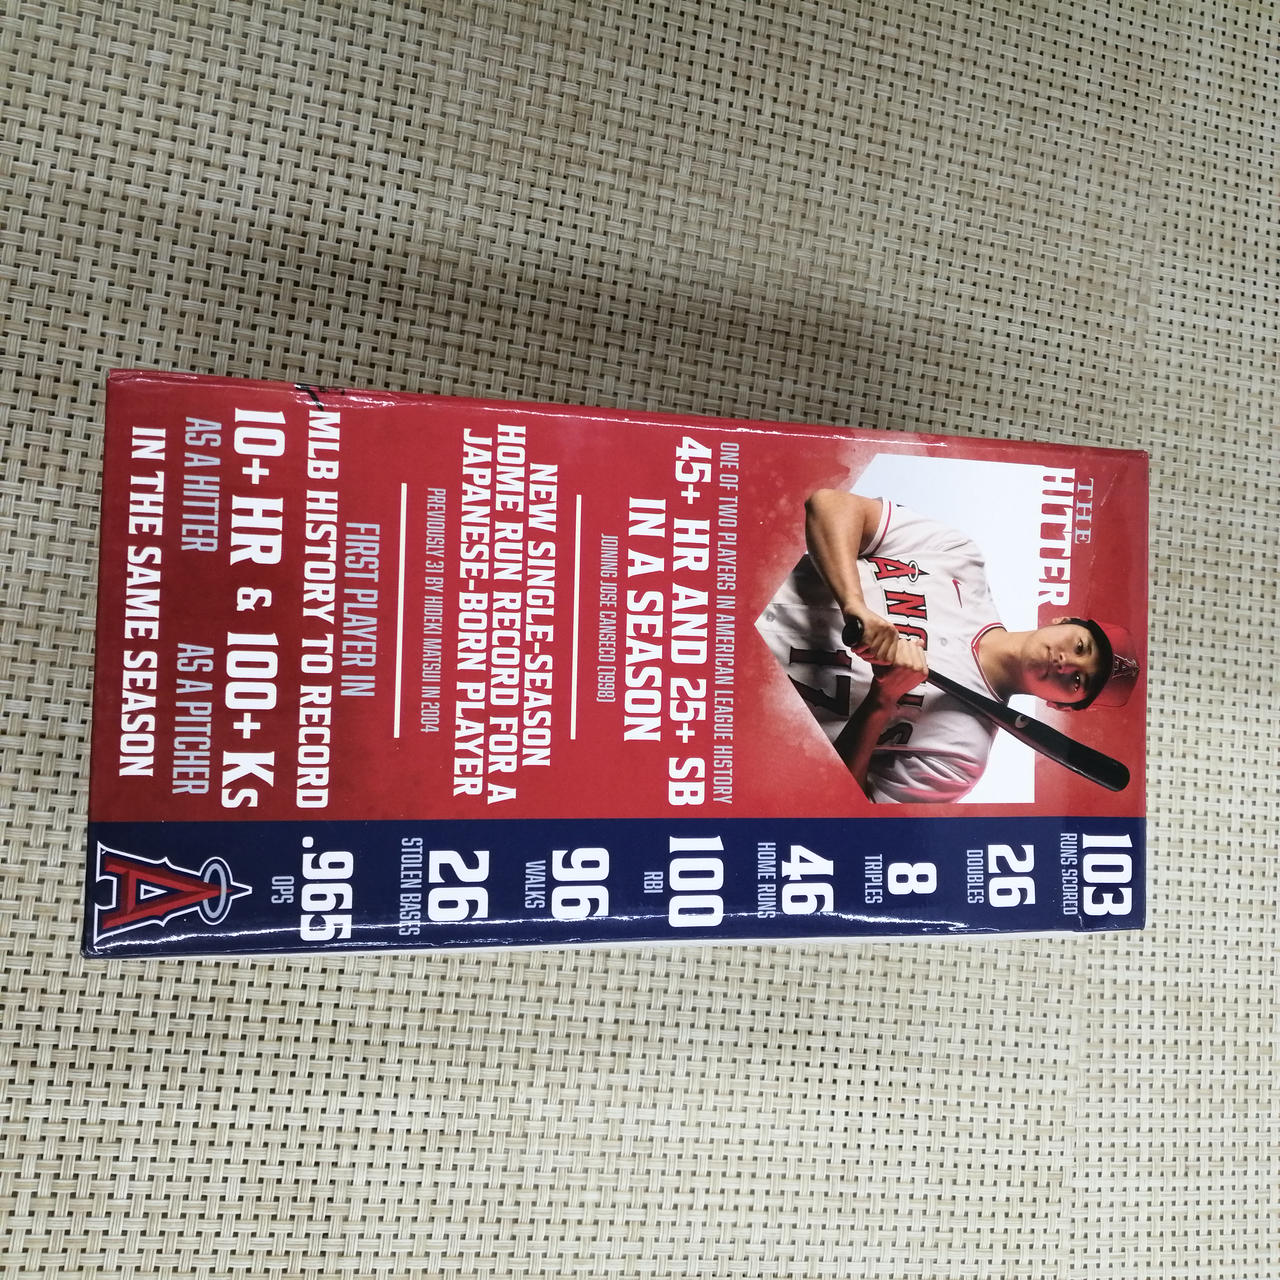 THE
HITTER
ANGELS
17
ONE OF TWO PLAYERS IN AMERICAN LEAGUE HISTORY
45+ HR AND 25+ SB
IN A SEASON
JOINING JOSE CANSECO (1998)
NEW SINGLE-SEASON
HOME RUN RECORD FOR A
JAPANESE-BORN PLAYER
PREVIOUSLY 31 BY HIDEKI MATSUI IN 2004
FIRST PLAYER IN
MLB HISTORY TO RECORD
10+ HR & 100+ KS
AS A HITTER AS A PITCHER
IN THE SAME SEASON
103
RUNS SCORED
26
DOUBLES
8
TRIPLES
46
HOME RUNS
100
RBI
96
WALKS
26
STOLEN BASES
.965
OPS
A